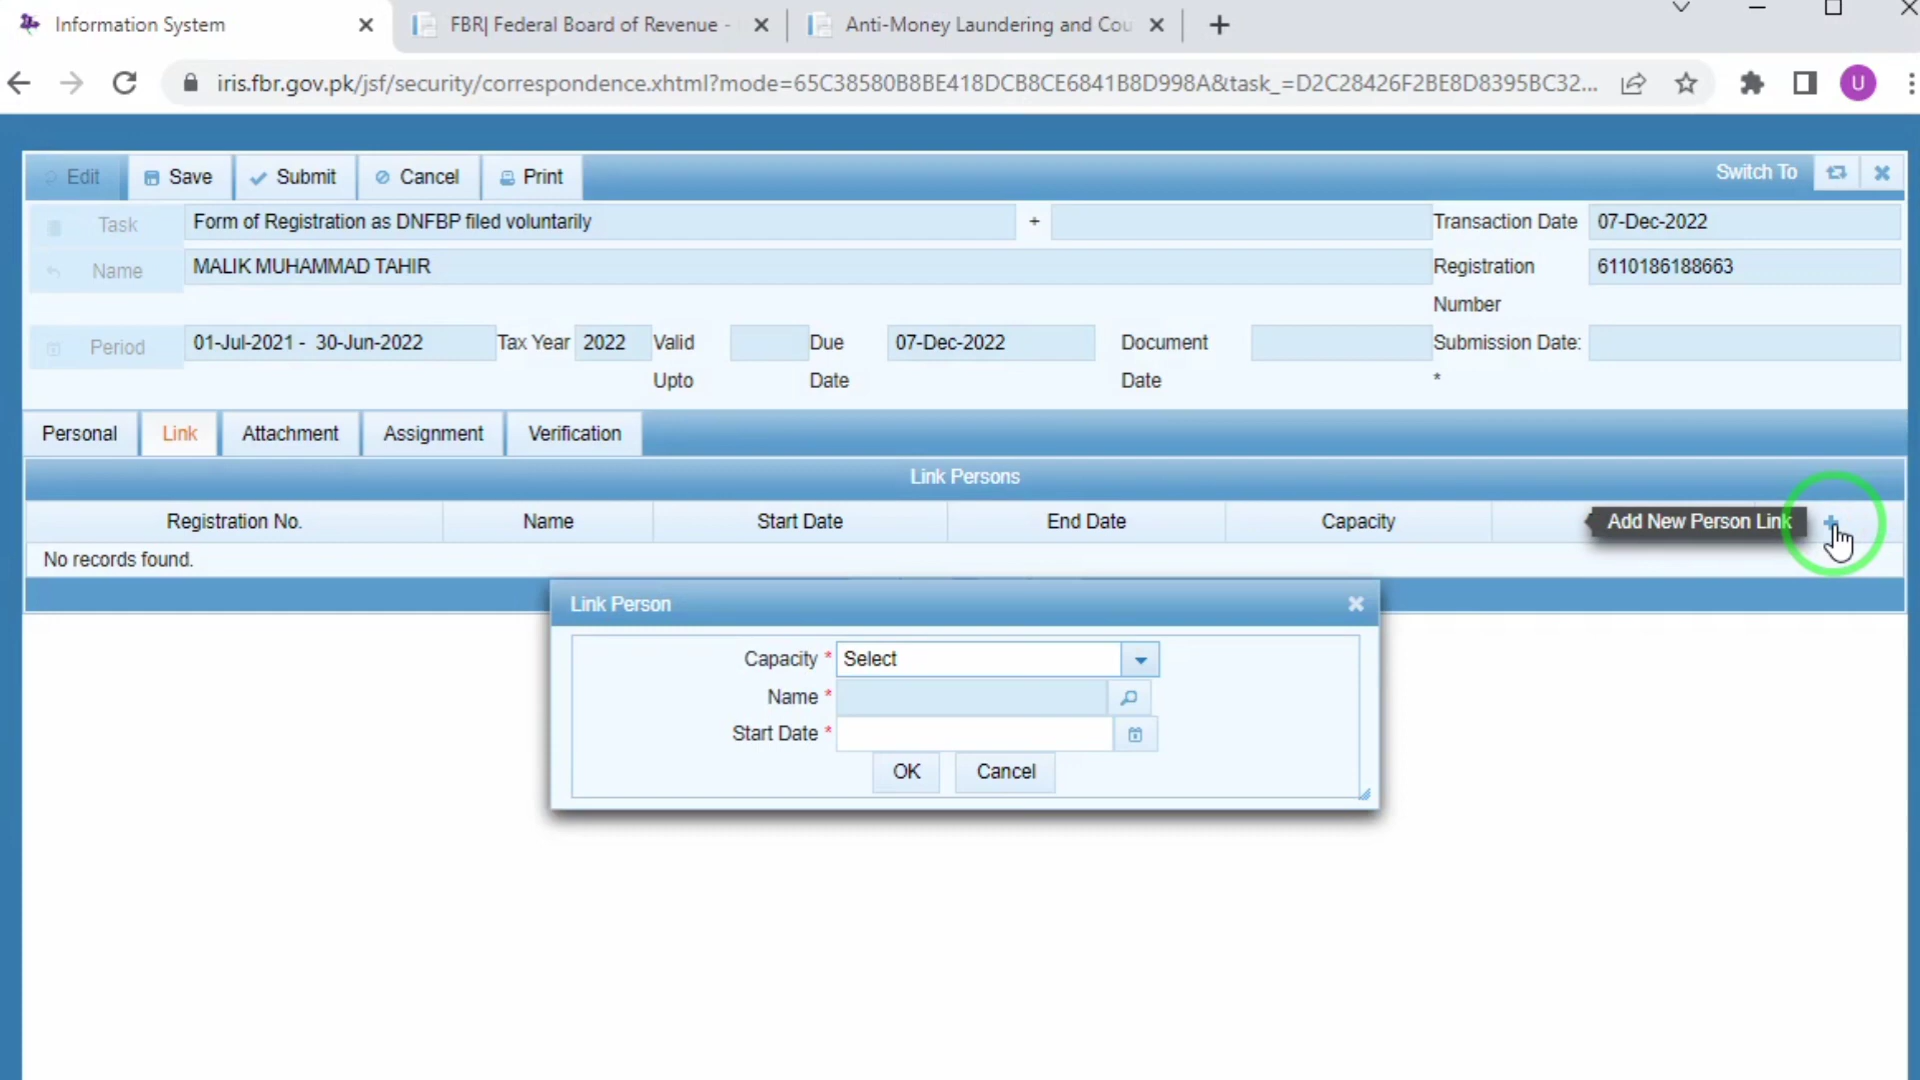 Information System
FBR| Federal Board of Revenue -
Anti-Money Laundering and Cou
iris.fbr.gov.pk/jsf/security/correspondence.xhtml?mode=65C38580B8BE418DCB8CE6841B8D998A&task_=D2C28426F2BE8D8395BC32...
U
Edit Save Submit Cancel Print Switch To
Task Form of Registration as DNFBP filed voluntarily + Transaction Date 07-Dec-2022
Name MALIK MUHAMMAD TAHIR Registration Number 6110186188663
Period 01-Jul-2021 - 30-Jun-2022 Tax Year 2022 Valid Upto Due Date 07-Dec-2022 Document Date Submission Date: *
Personal Link Attachment Assignment Verification
Link Persons
Registration No. Name Start Date End Date Capacity Add New Person Link
No records found.
Link Person
Capacity * Select
Name *
Start Date *
OK Cancel